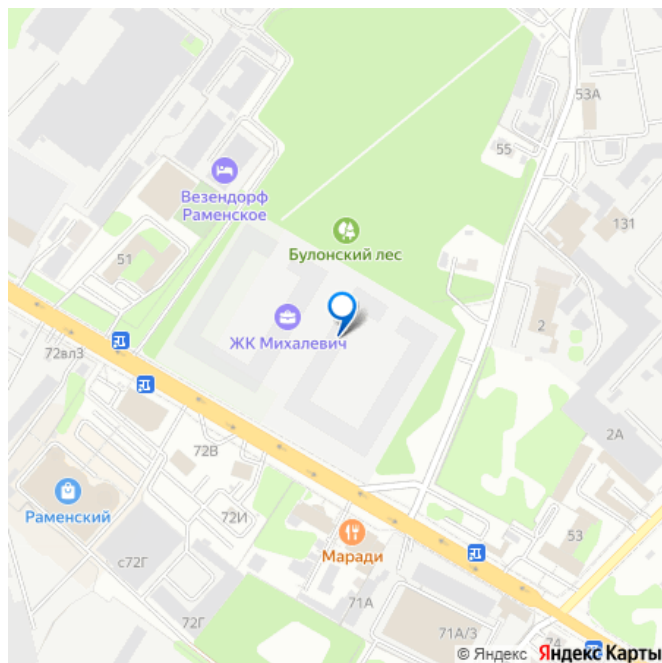 53А
55
Везендорф
Раменское
131
Булонский лес
51
2
ЖК Михалевич
72вл3
2А
72В
Раменский
72И
53
Маради
с72Г
71А
72Г
71А/3
74
© Яндекс Яндекс Карты